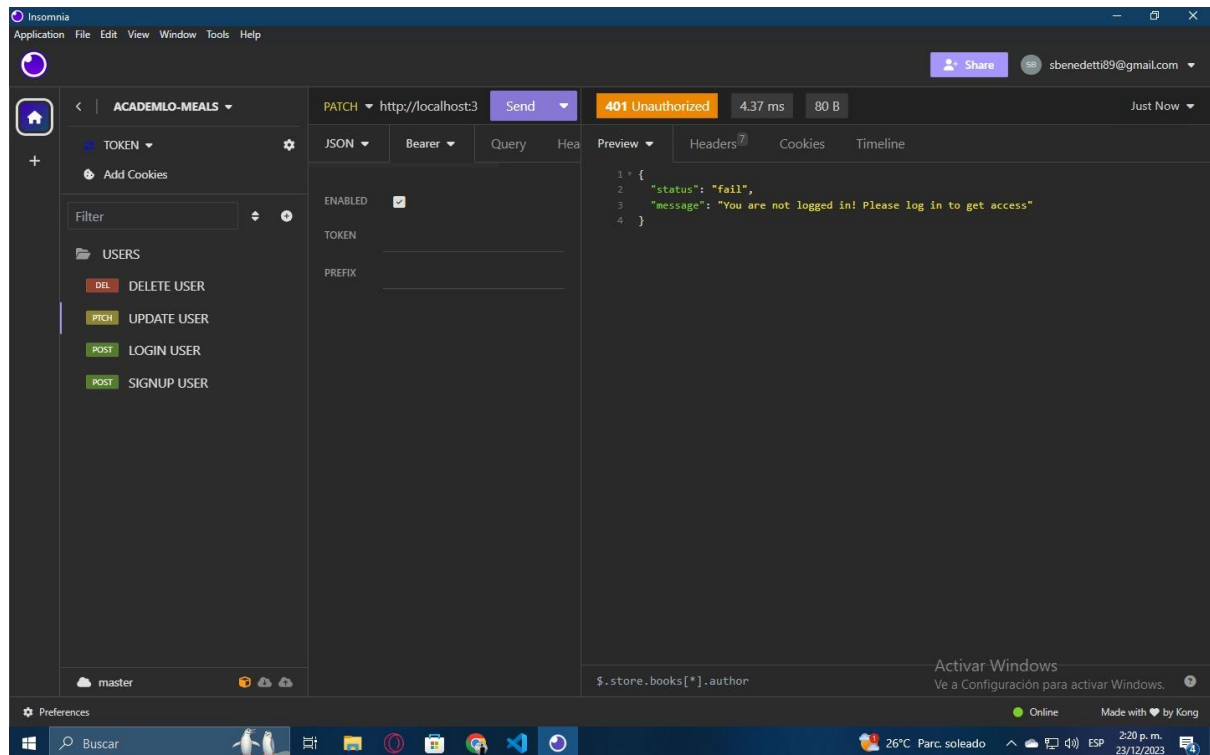 Insomnia
Application File Edit View Window Tools Help
Share
SB
sbenedetti89@gmail.com
ACADEMLO-MEALS
PATCH http://localhost:3 Send
401 Unauthorized 4.37 ms 80 B Just Now
TOKEN
JSON Bearer Query Hea
Preview Headers 7 Cookies Timeline
Add Cookies
Filter
ENABLED
TOKEN
PREFIX
1 {
2 "status": "fail",
3 "message": "You are not logged in! Please log in to get access"
4 }
USERS
DEL DELETE USER
PTCH UPDATE USER
POST LOGIN USER
POST SIGNUP USER
master
$.store.books[*].author
Activar Windows
Ve a Configuración para activar Windows.
Preferences
Online Made with ♥ by Kong
Buscar
26°C Parc. soleado
ESP
2:20 p. m.
23/12/2023
4